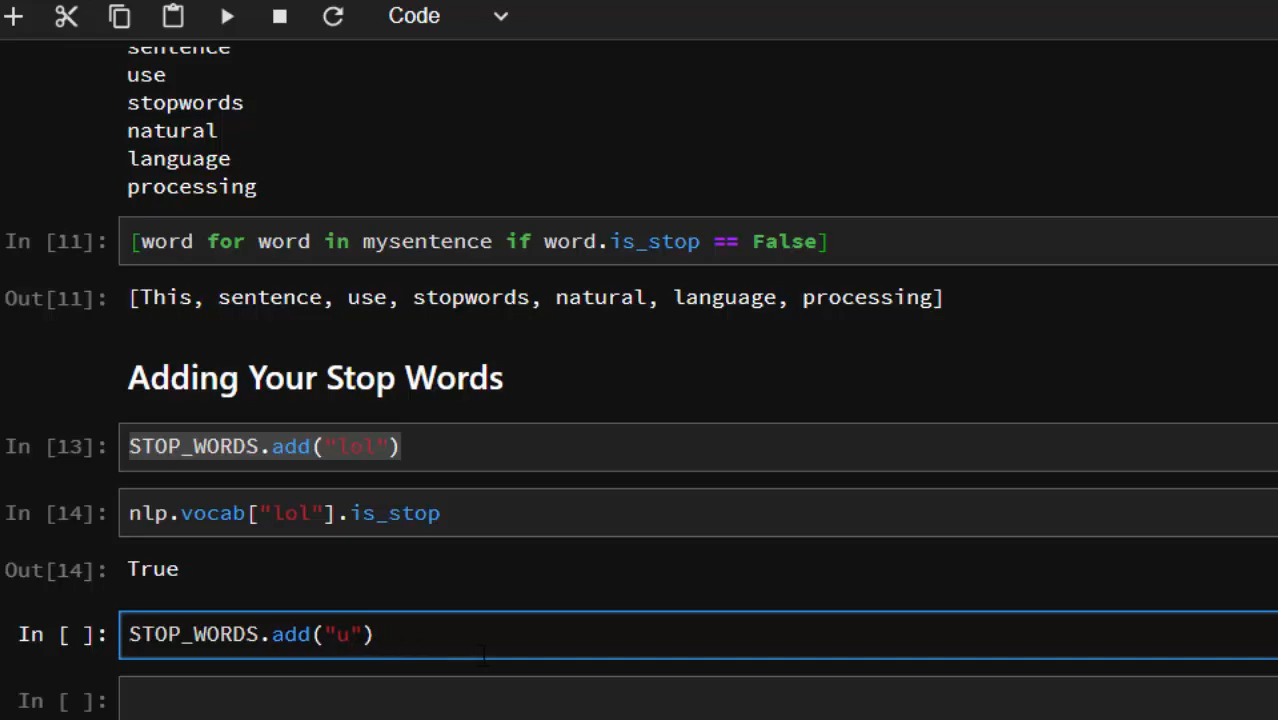 Code
sentence
use
stopwords
natural
language
processing
In [11]: [word for word in mysentence if word.is_stop == False]
Out[11]: [This, sentence, use, stopwords, natural, language, processing]
Adding Your Stop Words
In [13]: STOP_WORDS.add("lol")
In [14]: nlp.vocab["lol"].is_stop
Out[14]: True
In [ ]: STOP_WORDS.add("u")
In [ ]: